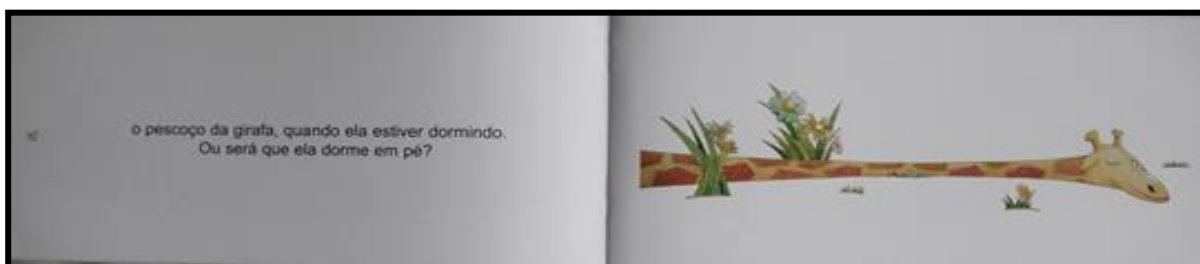 o pescoço da girafa, quando ela estiver dormindo.
Ou será que ela dorme em pé?